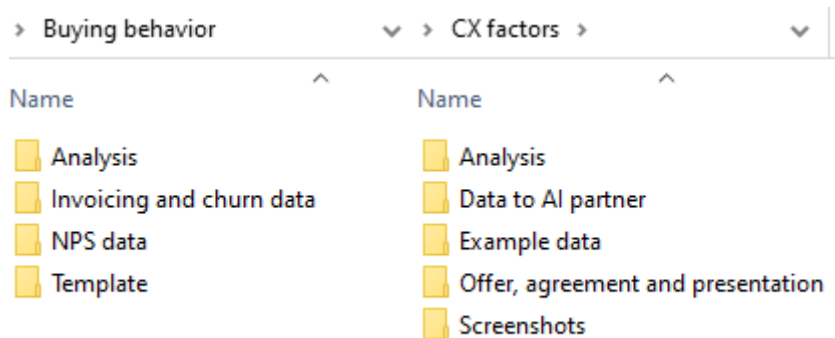 Buying behavior
Name
Analysis
Invoicing and churn data
NPS data
Template
CX factors
Name
Analysis
Data to AI partner
Example data
Offer, agreement and presentation
Screenshots